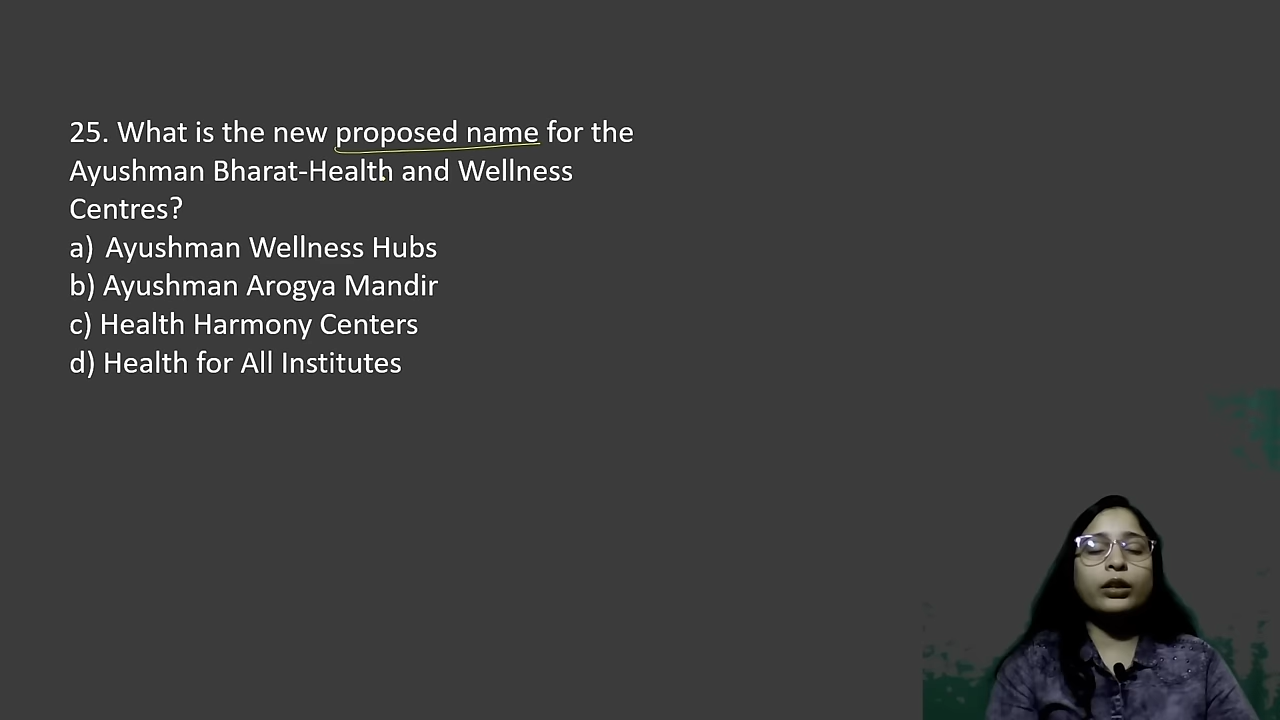 25. What is the new proposed name for the
Ayushman Bharat-Health and Wellness
Centres?
a) Ayushman Wellness Hubs
b) Ayushman Arogya Mandir
c) Health Harmony Centers
d) Health for All Institutes